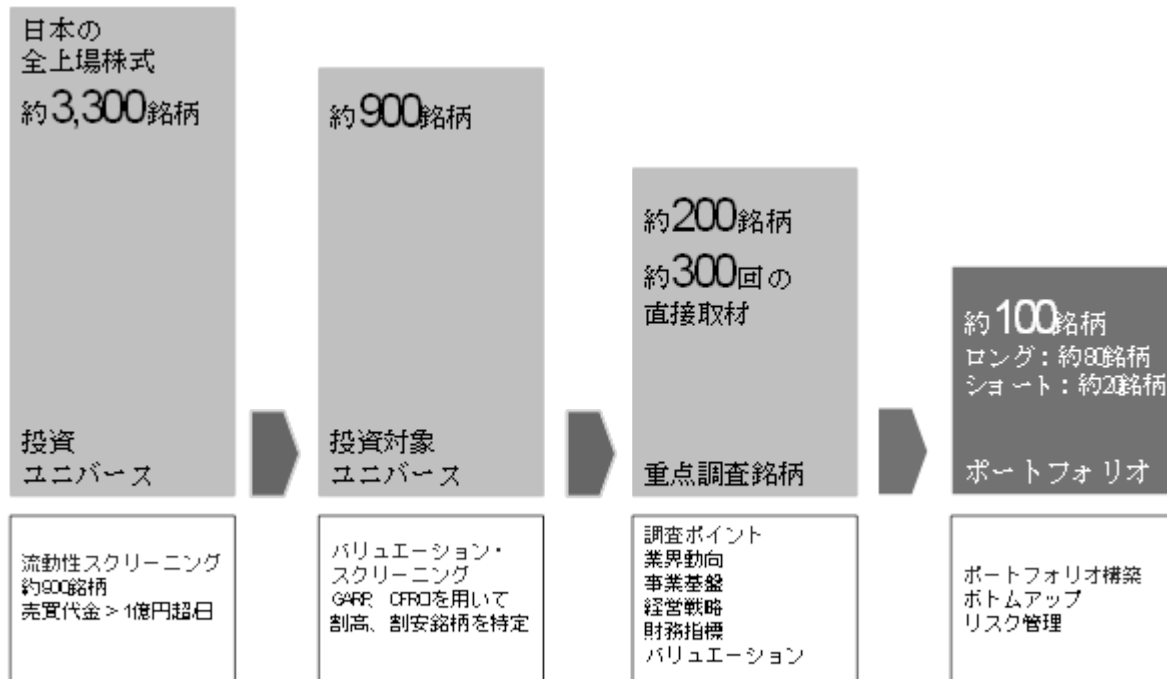 日本の
全上場株式
約3,300銘柄
投資
ユニバース
流動性スクリーニング
約900銘柄
売買代金＞1億円超/日
約900銘柄
投資対象
ユニバース
バリュエーション・
スクリーニング
GARP、CFROIを用いて
割高、割安銘柄を特定
約200銘柄
約300回の
直接取材
重点調査銘柄
調査ポイント
業界動向
事業基盤
経営戦略
財務指標
バリュエーション
約100銘柄
ロング：約80銘柄
ショート：約20銘柄
ポートフォリオ
ポートフォリオ構築
ボトムアップ
リスク管理